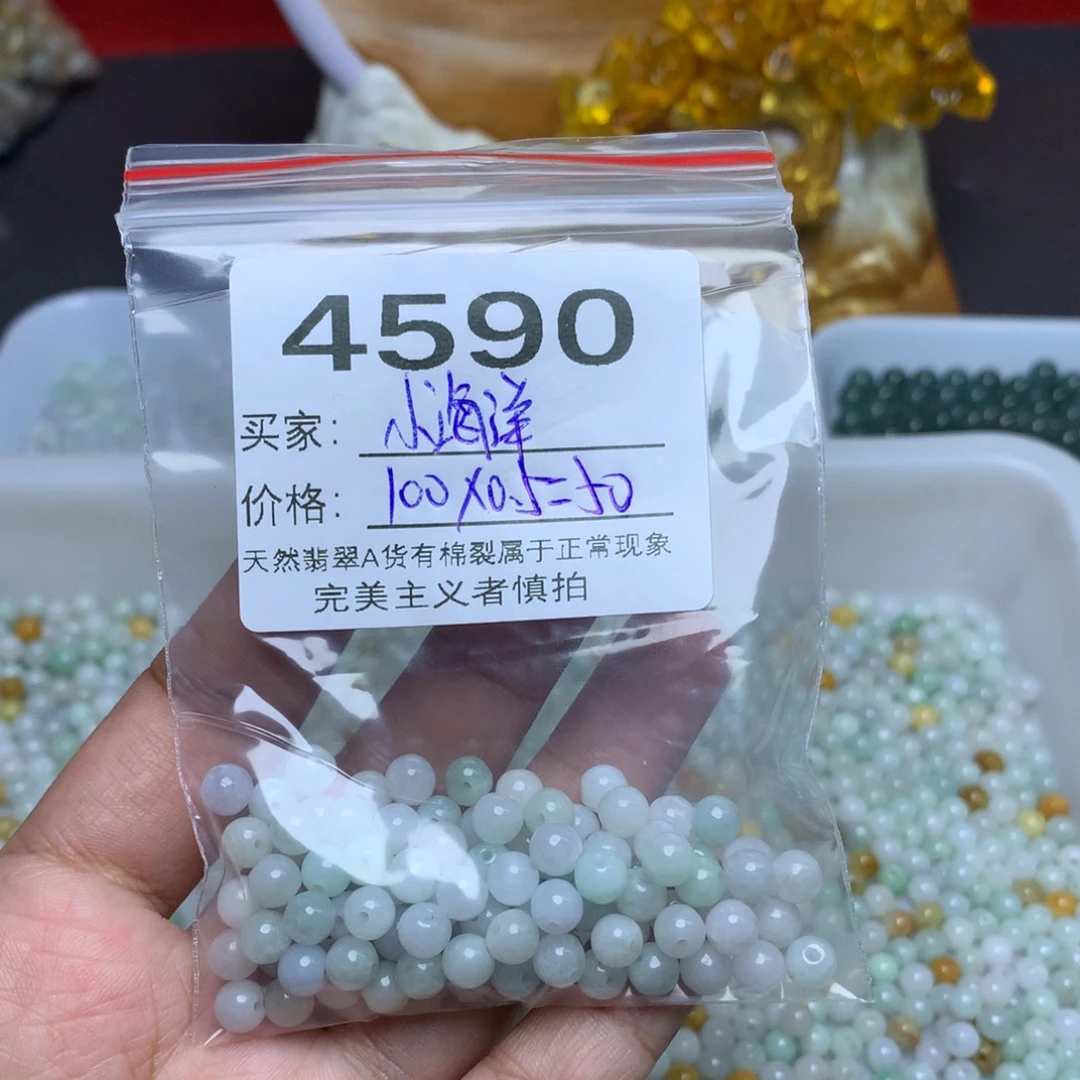 4590
买家: 小海洋
价格: 100X0.5=50
天然翡翠A货有棉裂属于正常现象
完美主义者慎拍